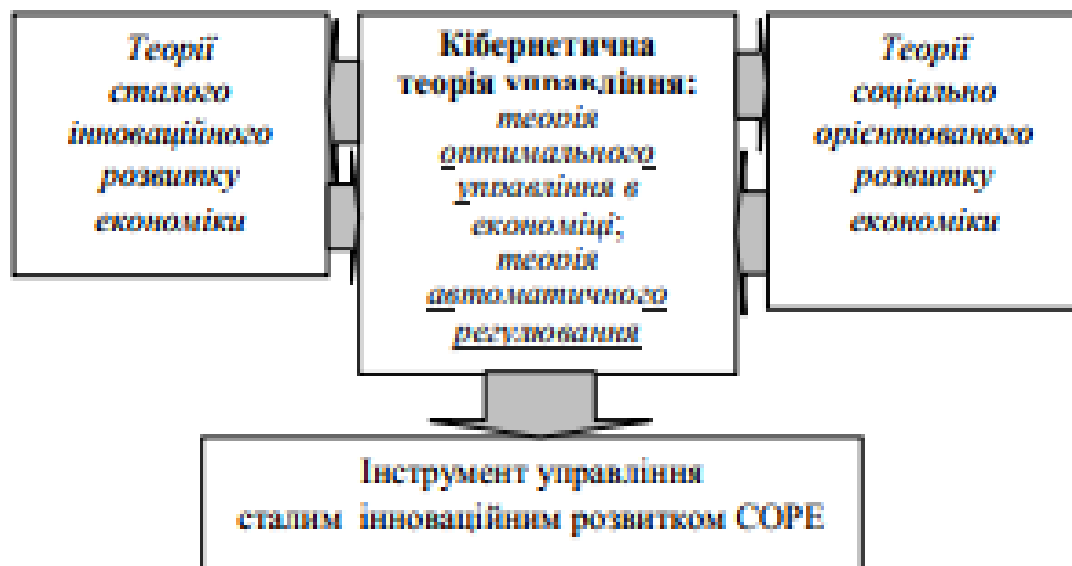 Теорії
сталого
інноваційного
розвитку
економіки
Кібернетична
теорія управління:
теорія
оптимального
управління в
економіці;
теорія
автоматичного
регулювання
Теорії
соціально
орієнтованого
розвитку
економіки
Інструмент управління
сталим інноваційним розвитком СОРЕ